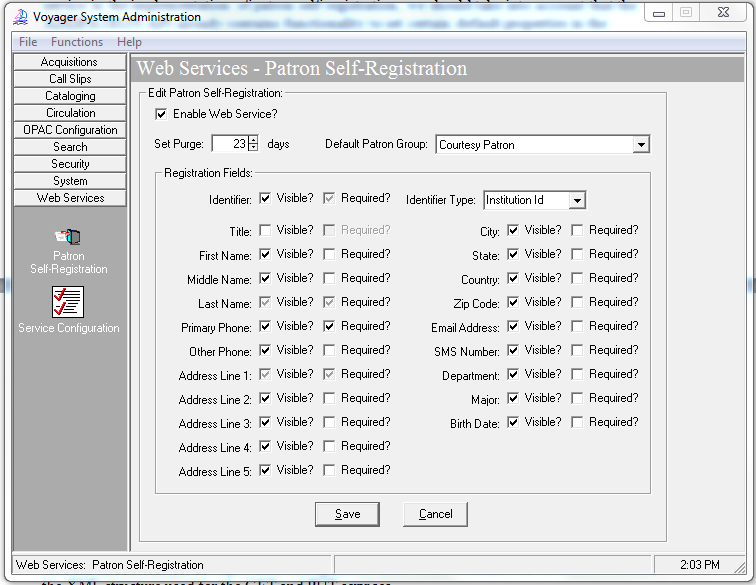 Voyager System Administration
File Functions Help
Acquisitions
Call Slips
Cataloging
Circulation
OPAC Configuration
Search
Security
System
Web Services
Patron
Self-Registration
Service Configuration
Web Services - Patron Self-Registration
Edit Patron Self-Registration:
Enable Web Service?
Set Purge: 23 days Default Patron Group: Courtesy Patron
Registration Fields:
Identifier: Visible? Required? Identifier Type: Institution Id
Title: Visible? Required? City: Visible? Required?
First Name: Visible? Required? State: Visible? Required?
Middle Name: Visible? Required? Country: Visible? Required?
Last Name: Visible? Required? Zip Code: Visible? Required?
Primary Phone: Visible? Required? Email Address: Visible? Required?
Other Phone: Visible? Required? SMS Number: Visible? Required?
Address Line 1: Visible? Required? Department: Visible? Required?
Address Line 2: Visible? Required? Major: Visible? Required?
Address Line 3: Visible? Required? Birth Date: Visible? Required?
Address Line 4: Visible? Required?
Address Line 5: Visible? Required?
Save Cancel
Web Services: Patron Self-Registration 2:03 PM